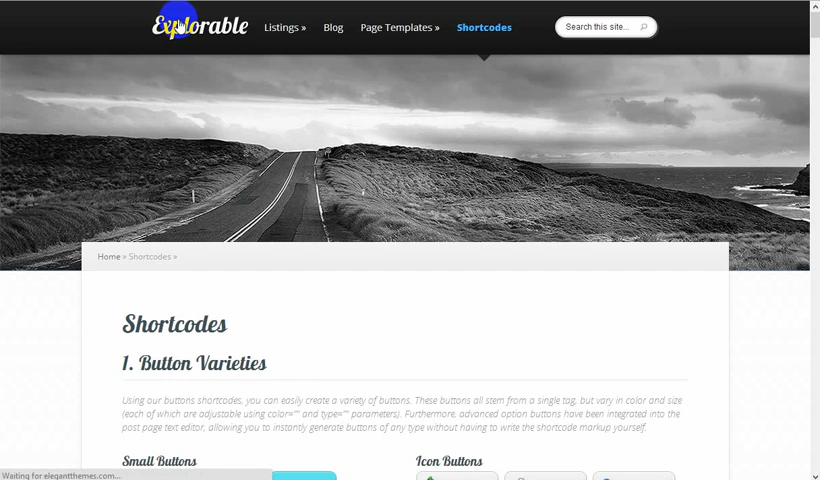 Explorable
Listings » Blog Page Templates » Shortcodes Search this site...
Home » Shortcodes »
Shortcodes
1. Button Varieties
Using our buttons shortcodes, you can easily create a variety of buttons. These buttons all stem from a single tag, but vary in color and size
(each of which are adjustable using color="" and type="" parameters). Furthermore, advanced option buttons have been integrated into the
post page text editor, allowing you to instantly generate buttons of any type without having to write the shortcode markup yourself.
Small Buttons
Icon Buttons
Waiting for elegantthemes.com...